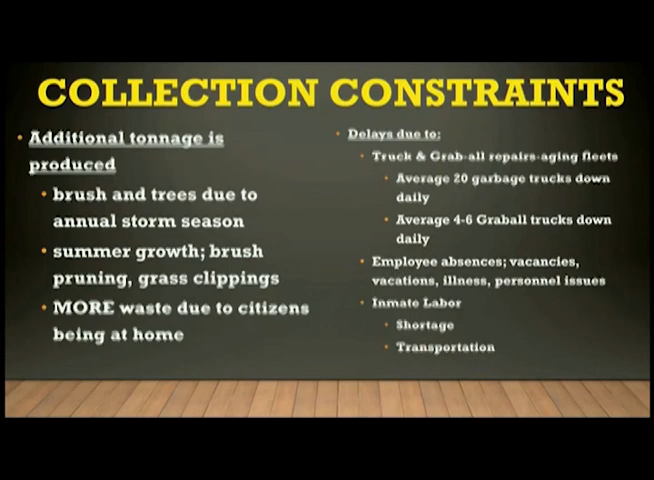 COLLECTION CONSTRAINTS
• Additional tonnage is
produced
• brush and trees due to
annual storm season
• summer growth; brush
pruning, grass clippings
• MORE waste due to citizens
being at home
• Delays due to:
• Truck & Grab-all repairs-aging fleets
• Average 20 garbage trucks down
daily
• Average 4-6 Graball trucks down
daily
• Employee absences; vacancies,
vacations, illness, personnel issues
• Inmate Labor
• Shortage
• Transportation